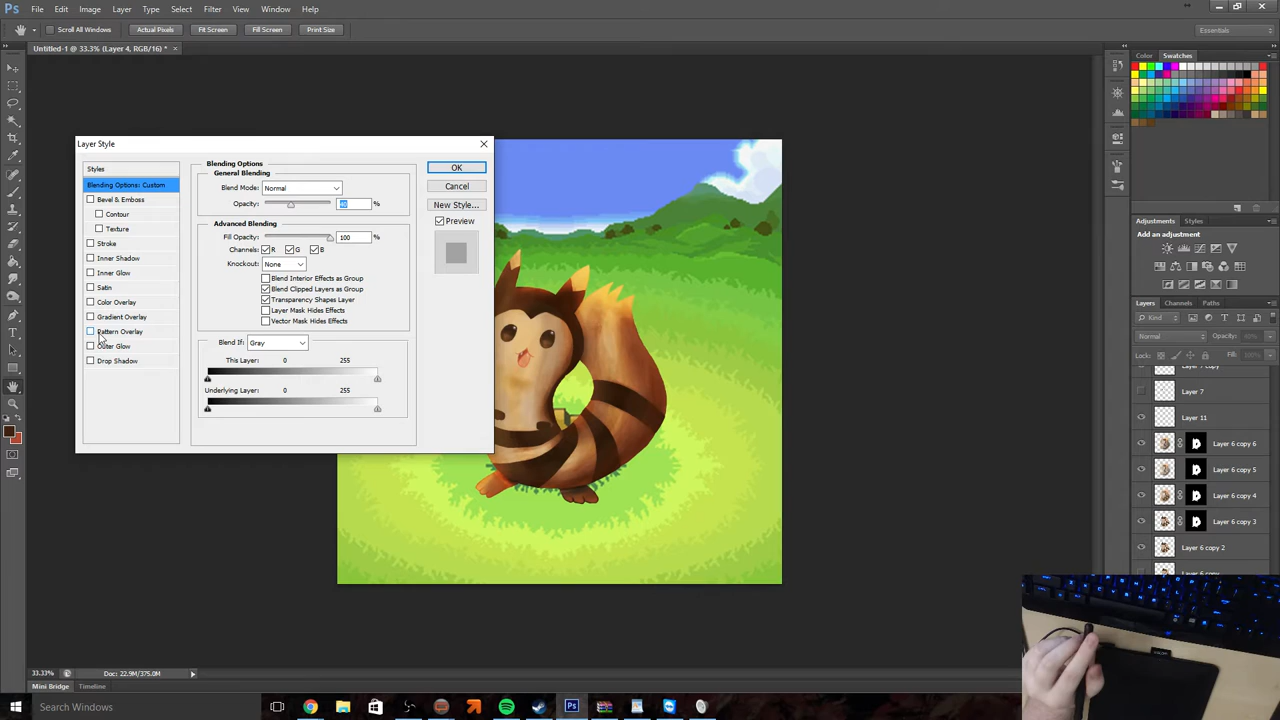 Ps File Edit Image Layer Type Select Filter View Window Help
Scroll All Windows Actual Pixels Fit Screen Fill Screen Print Size Essentials
Untitled-1 @ 33.3% (Layer 4, RGB/16) * ×
Color Swatches
Layer Style
Styles
Blending Options: Custom
Bevel & Emboss
Contour
Texture
Stroke
Inner Shadow
Inner Glow
Satin
Color Overlay
Gradient Overlay
Pattern Overlay
Outer Glow
Drop Shadow
Blending Options
General Blending
Blend Mode: Normal
Opacity: 40 %
Advanced Blending
Fill Opacity: 100 %
Channels: R G B
Knockout: None
Blend Interior Effects as Group
Blend Clipped Layers as Group
Transparency Shapes Layer
Layer Mask Hides Effects
Vector Mask Hides Effects
Blend If: Gray
This Layer: 0 255
Underlying Layer: 0 255
OK
Cancel
New Style...
Preview
Adjustments Styles
Add an adjustment
Layers Channels Paths
Kind
Normal Opacity: 40%
Lock: Fill: 100%
Layer 7 copy
Layer 7
Layer 11
Layer 6 copy 6
Layer 6 copy 5
Layer 6 copy 4
Layer 6 copy 3
Layer 6 copy 2
33.33% Doc: 22.9M/375.0M
Mini Bridge Timeline
Search Windows
Ps